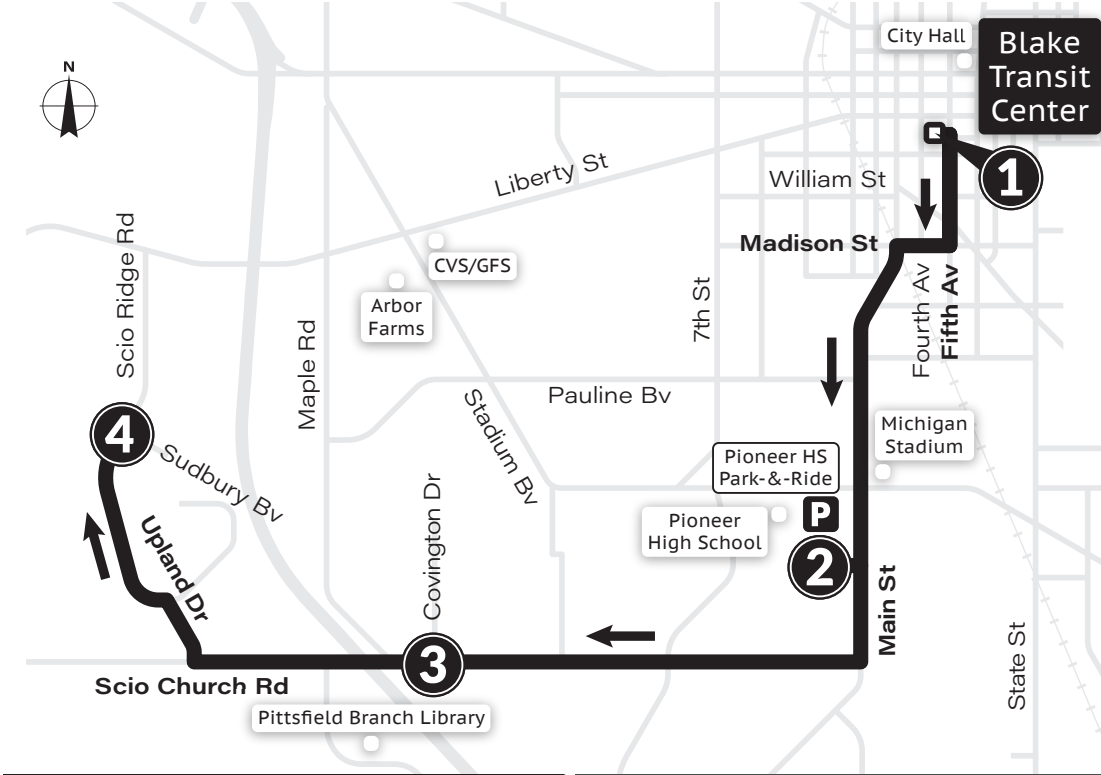 N
City Hall
Blake
Transit
Center
1
William St
Liberty St
Madison St
Scio Ridge Rd
CVS/GFS
Arbor
Farms
Maple Rd
7th St
Fourth Av
Fifth Av
Pauline Bv
Stadium Bv
Michigan
Stadium
4
Sudbury Bv
Pioneer HS
Park-&-Ride
P
Pioneer
High School
2
Upland Dr
Covington Dr
Main St
State St
3
Scio Church Rd
Pittsfield Branch Library